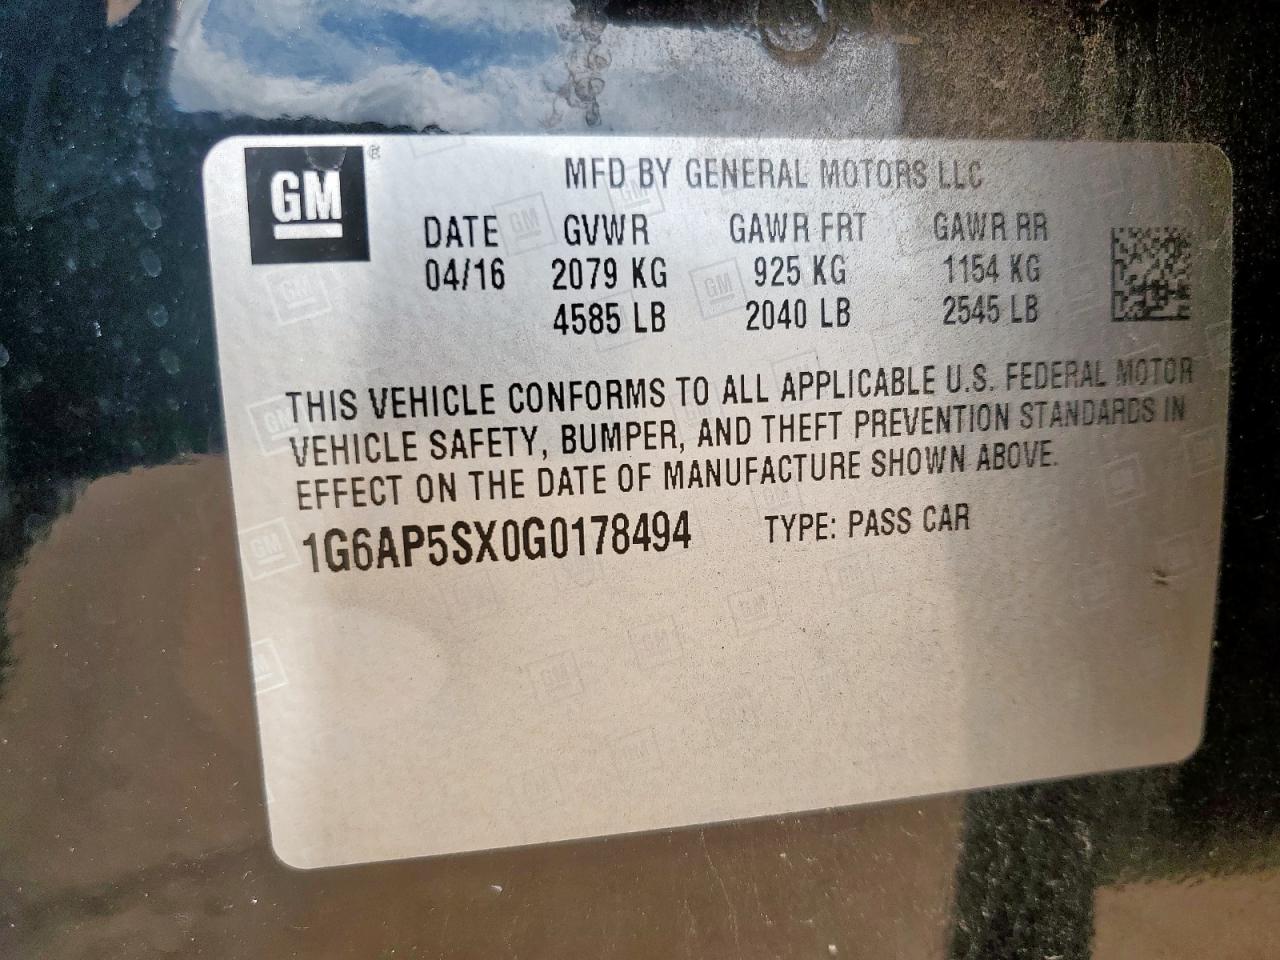 GM
MFD BY GENERAL MOTORS LLC
DATE GVWR GAWR FRT GAWR RR
04/16 2079 KG 925 KG 1154 KG
4585 LB 2040 LB 2545 LB
THIS VEHICLE CONFORMS TO ALL APPLICABLE U.S. FEDERAL MOTOR
VEHICLE SAFETY, BUMPER, AND THEFT PREVENTION STANDARDS IN
EFFECT ON THE DATE OF MANUFACTURE SHOWN ABOVE.
1G6AP5SX0G0178494 TYPE: PASS CAR